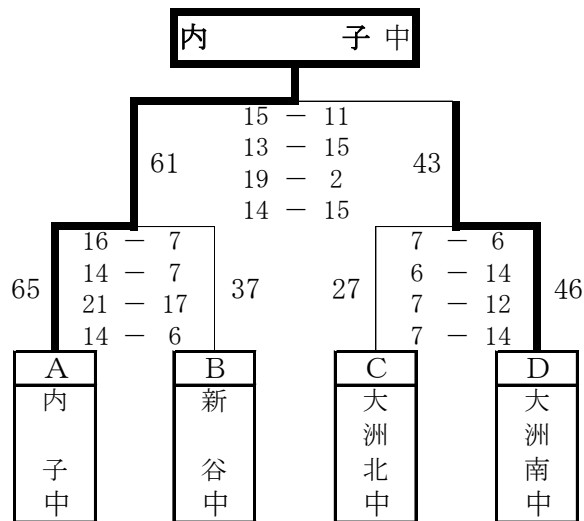 内 子 中
15 － 11
13 － 15
61 43
19 － 2
14 － 15
16 － 7 7 － 6
14 － 7 6 － 14
65 37 27 46
21 － 17 7 － 12
14 － 6 7 － 14
A B C D
内子中
新谷中
大洲北中
大洲南中